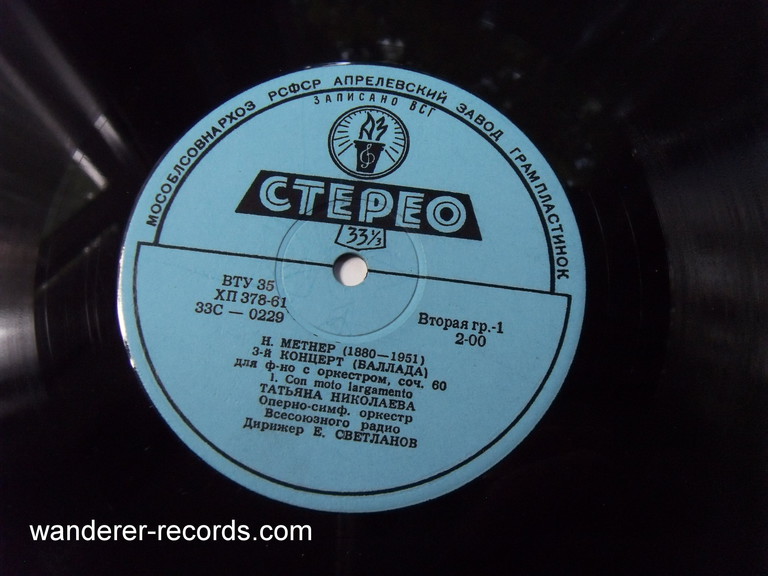 МОСОБЛСОВНАРХОЗ РСФСР АПРЕЛЕВСКИЙ ЗАВОД ГРАМПЛАСТИНОК
ЗАПИСАНО ВСГ
АЗ
СТЕРЕО
33⅓
ВТУ 35
ХП 378-61
33С — 0229
Вторая гр.-1
2-00
Н. МЕТНЕР (1880—1951)
3-й КОНЦЕРТ (БАЛЛАДА)
для ф-но с оркестром, соч. 60
1. Con moto largamento
ТАТЬЯНА НИКОЛАЕВА
Оперно-симф. оркестр
Всесоюзного радио
Дирижер Е. СВЕТЛАНОВ
wanderer-records.com